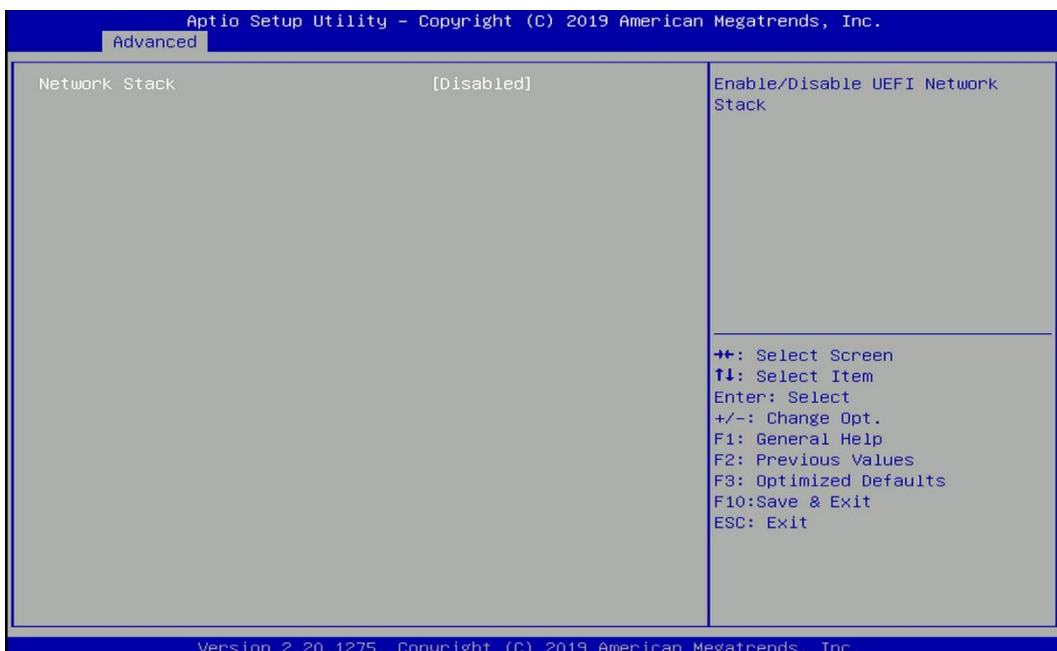 Aptio Setup Utility – Copyright (C) 2019 American Megatrends, Inc.
Advanced
Network Stack [Disabled]
Enable/Disable UEFI Network
Stack
→←: Select Screen
↑↓: Select Item
Enter: Select
+/-: Change Opt.
F1: General Help
F2: Previous Values
F3: Optimized Defaults
F10:Save & Exit
ESC: Exit
Version 2.20.1275. Copyright (C) 2019 American Megatrends, Inc.